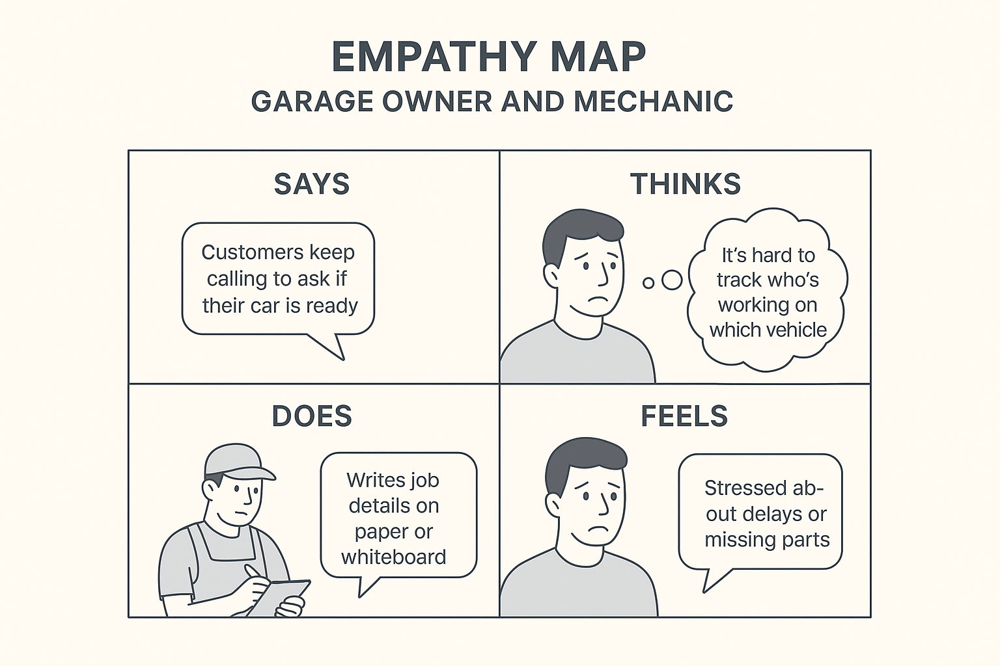 EMPATHY MAP
GARAGE OWNER AND MECHANIC
SAYS
Customers keep
calling to ask if
their car is ready
THINKS
It’s hard to
track who’s
working on
which vehicle
DOES
Writes job
details on
paper or
whiteboard
FEELS
Stressed ab-
out delays or
missing parts